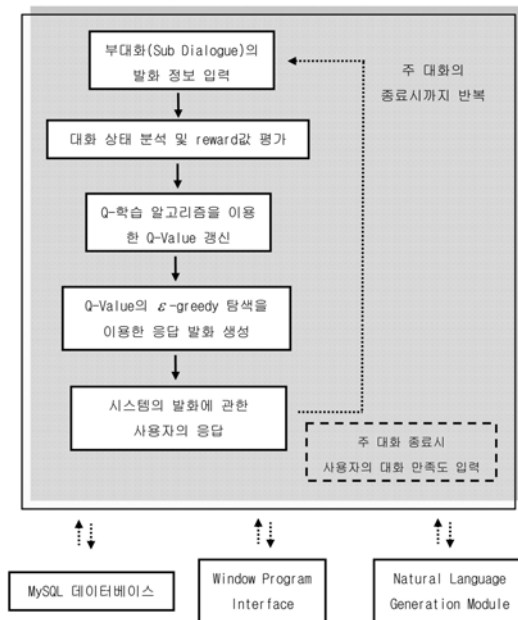 부대화(Sub Dialogue)의
발화 정보 입력
주 대화의
종료시까지 반복
대화 상태 분석 및 reward값 평가
Q-학습 알고리즘을 이용
한 Q-Value 갱신
Q-Value의 ε-greedy 탐색을
이용한 응답 발화 생성
시스템의 발화에 관한
사용자의 응답
주 대화 종료시
사용자의 대화 만족도 입력
MySQL 데이터베이스
Window Program
Interface
Natural Language
Generation Module